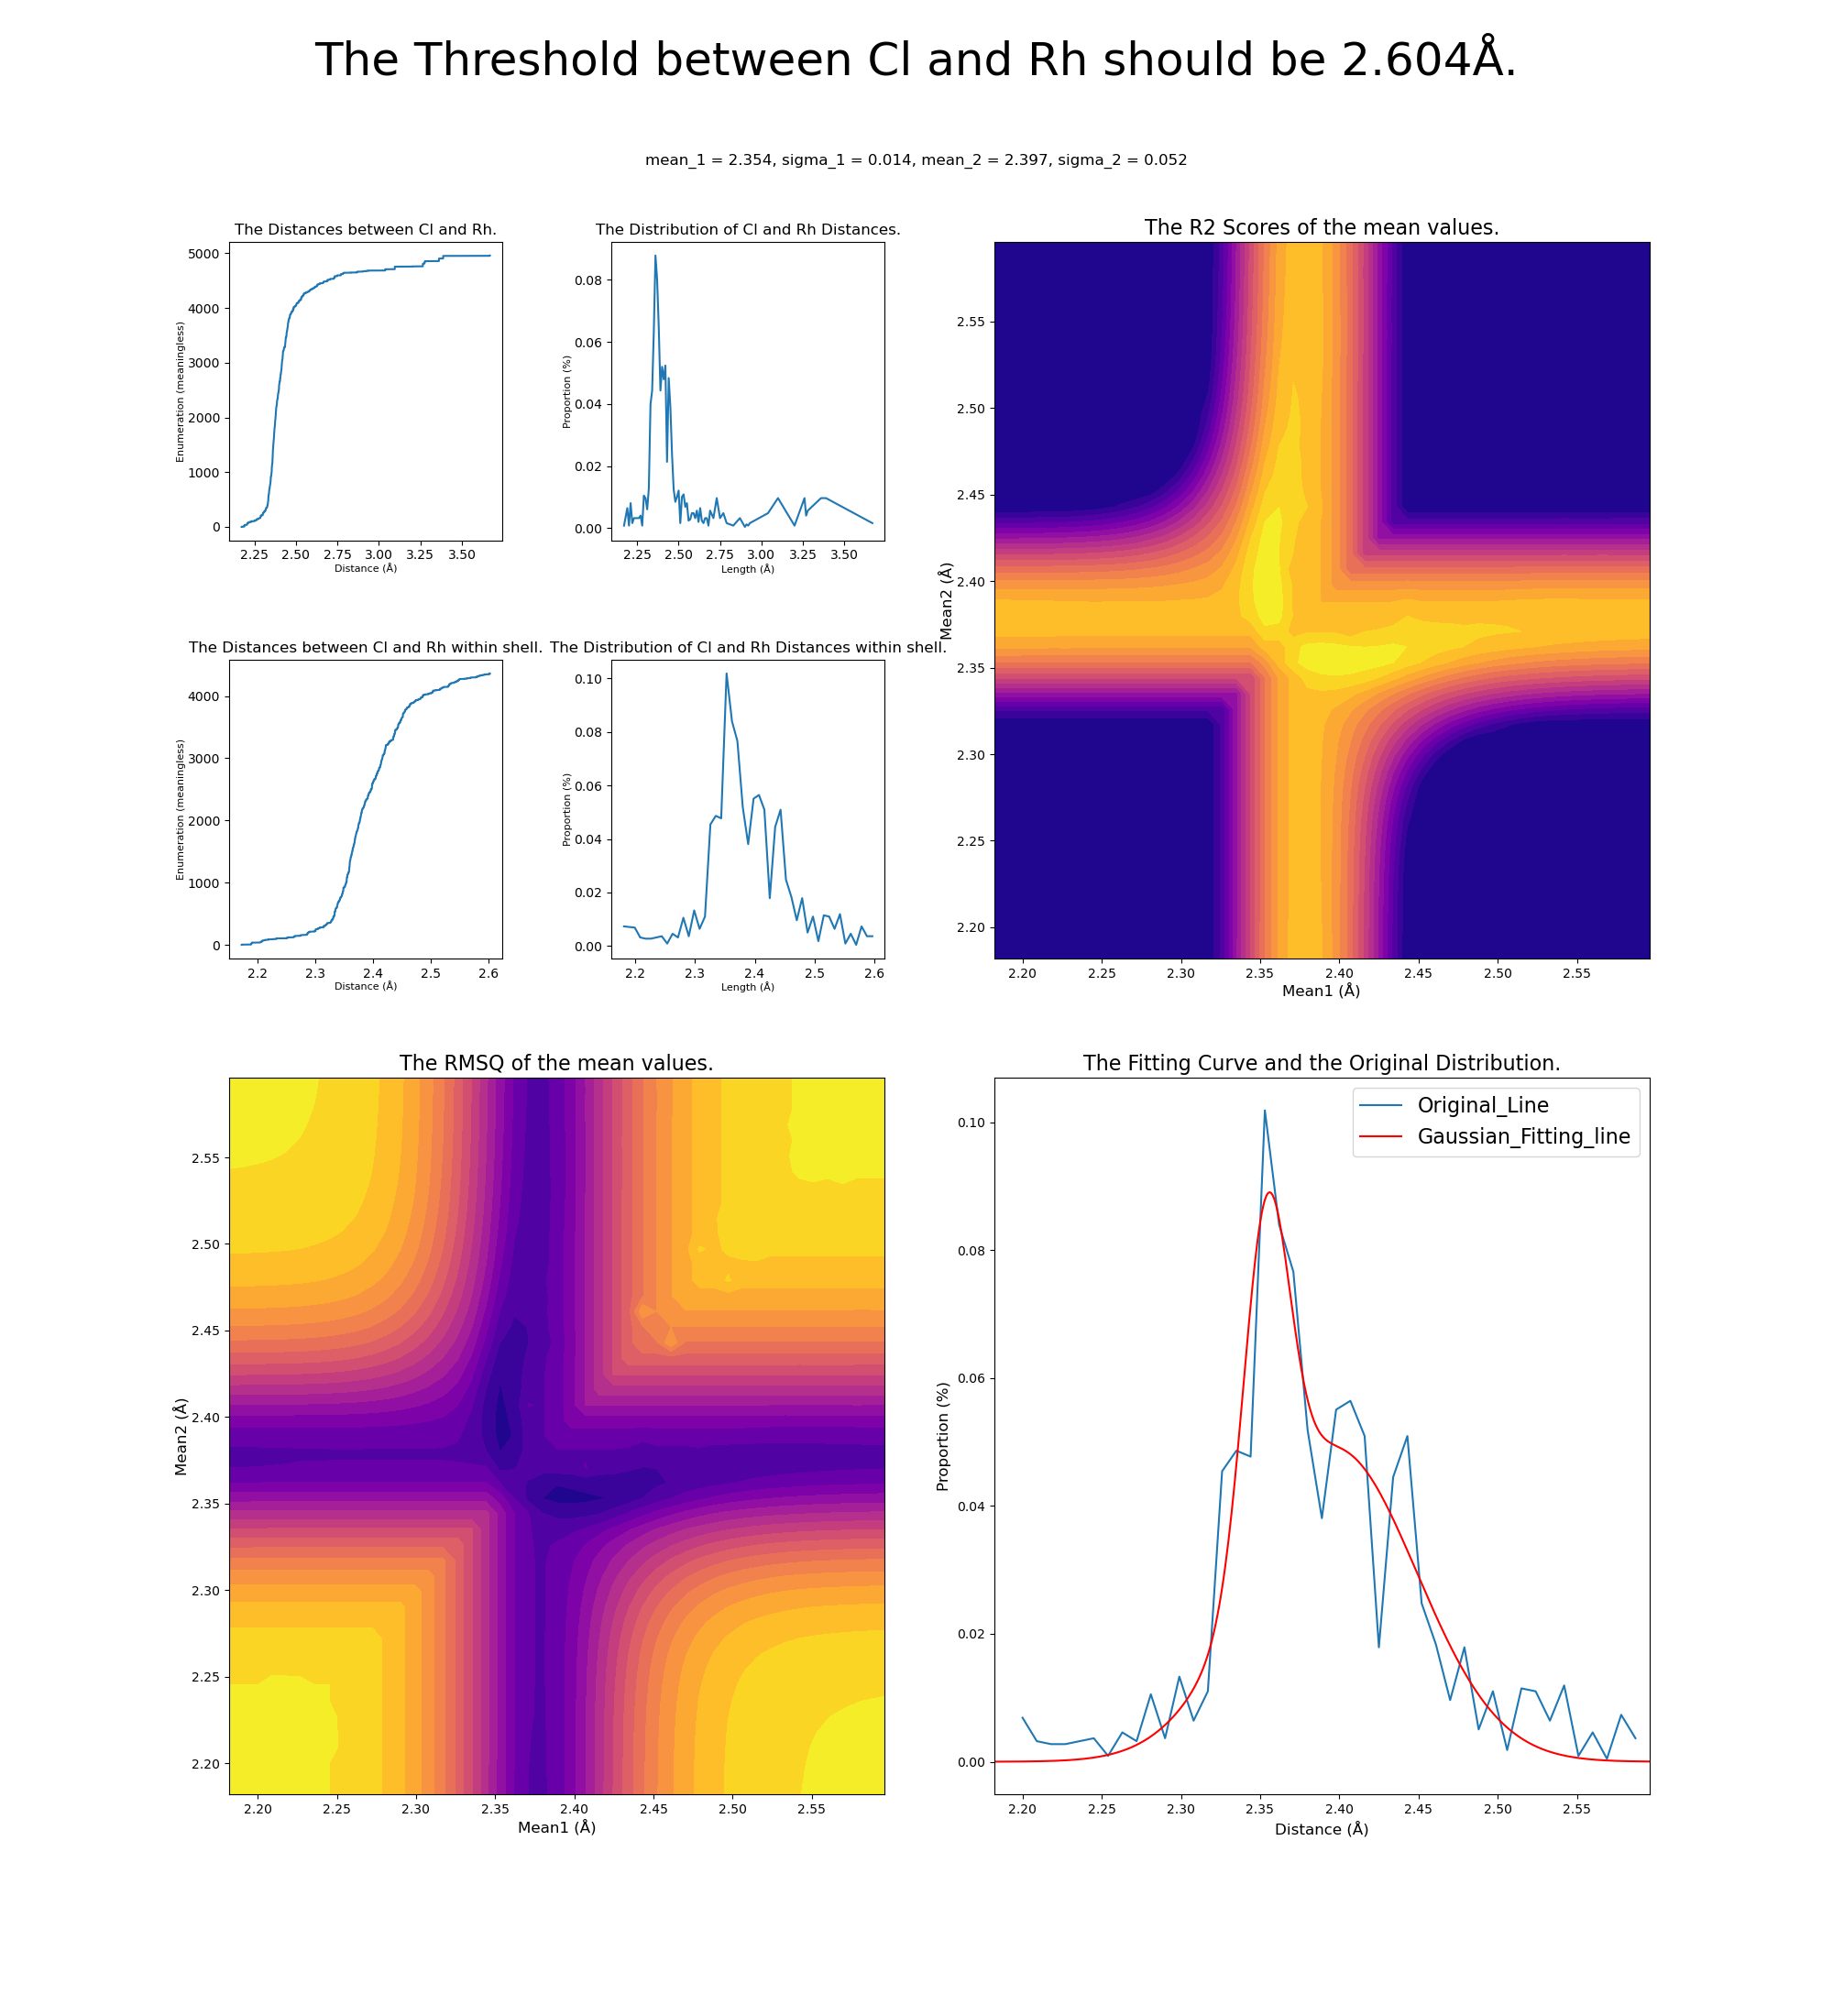 The Threshold between Cl and Rh should be 2.604Å.
mean_1 = 2.354, sigma_1 = 0.014, mean_2 = 2.397, sigma_2 = 0.052
The Distances between Cl and Rh.
5000
4000
3000
2000
1000
0
Enumeration (meaningless)
2.25 2.50 2.75 3.00 3.25 3.50
Distance (Å)
The Distribution of Cl and Rh Distances.
0.08
0.06
0.04
0.02
0.00
Proportion (%)
2.25 2.50 2.75 3.00 3.25 3.50
Length (Å)
The R2 Scores of the mean values.
2.55
2.50
2.45
2.40
2.35
2.30
2.25
2.20
Mean2 (Å)
2.20 2.25 2.30 2.35 2.40 2.45 2.50 2.55
Mean1 (Å)
The Distances between Cl and Rh within shell.
4000
3000
2000
1000
0
Enumeration (meaningless)
2.2 2.3 2.4 2.5 2.6
Distance (Å)
The Distribution of Cl and Rh Distances within shell.
0.10
0.08
0.06
0.04
0.02
0.00
Proportion (%)
2.2 2.3 2.4 2.5 2.6
Length (Å)
The RMSQ of the mean values.
2.55
2.50
2.45
2.40
2.35
2.30
2.25
2.20
Mean2 (Å)
2.20 2.25 2.30 2.35 2.40 2.45 2.50 2.55
Mean1 (Å)
The Fitting Curve and the Original Distribution.
Original_Line
Gaussian_Fitting_line
0.10
0.08
0.06
0.04
0.02
0.00
Proportion (%)
2.20 2.25 2.30 2.35 2.40 2.45 2.50 2.55
Distance (Å)